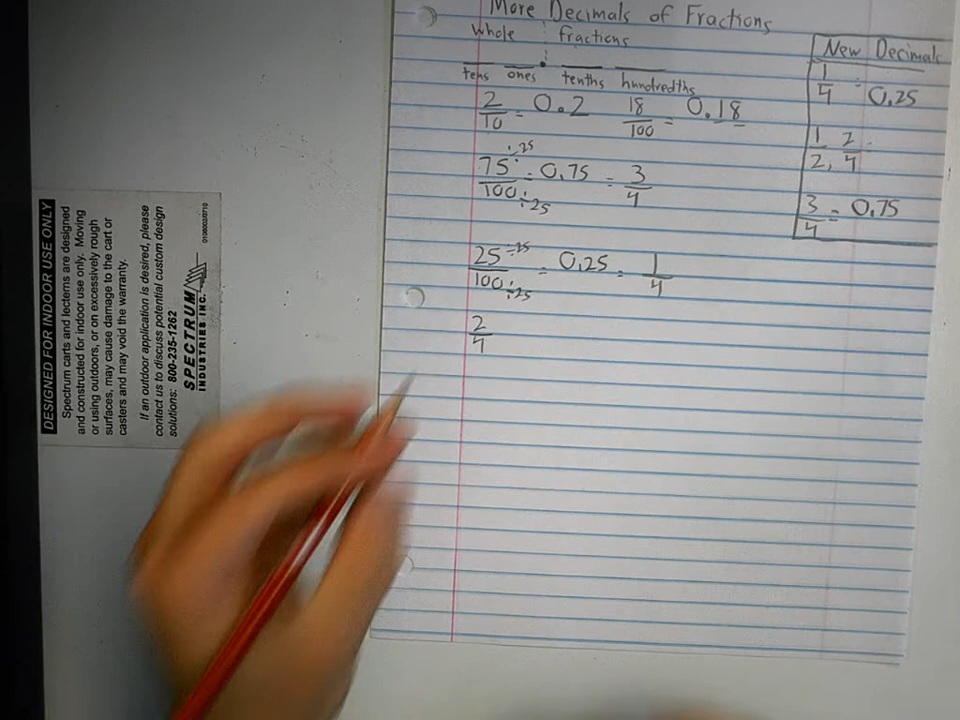 More Decimals of Fractions
whole fractions
tens ones . tenths hundredths
2/10 = 0.2 18/100 = 0.18
75÷25/100÷25 = 0.75 = 3/4
25÷25/100÷25 = 0.25 = 1/4
2/4
New Decimals
1/4 = 0.25
1/2, 2/4 =
3/4 = 0.75
DESIGNED FOR INDOOR USE ONLY
Spectrum carts and lecterns are designed
and constructed for indoor use only. Moving
or using outdoors, or on excessively rough
surfaces, may cause damage to the cart or
casters and may void the warranty.
If an outdoor application is desired, please
contact us to discuss potential custom design
solutions: 800-235-1262
SPECTRUM
INDUSTRIES INC.